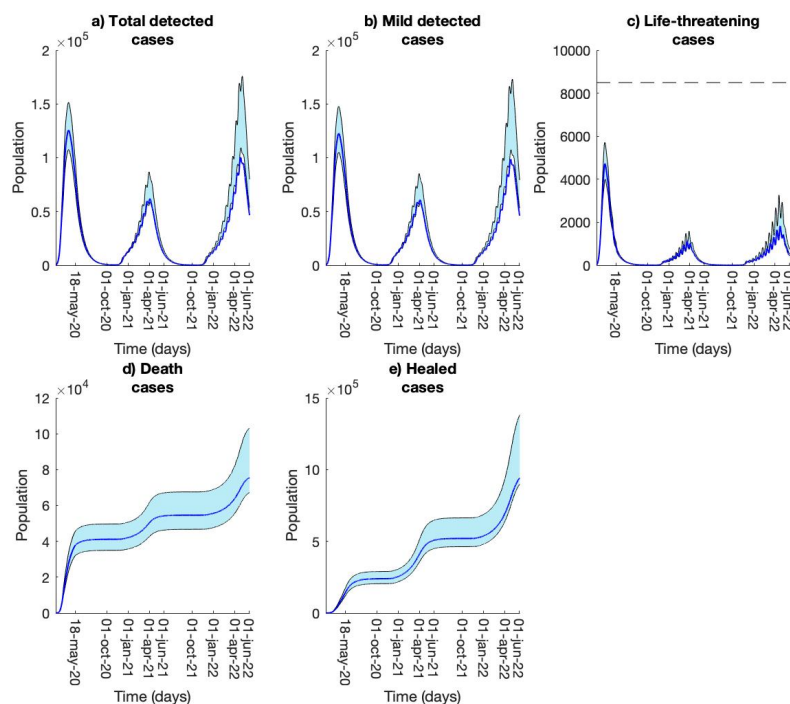 a) Total detected
cases
×10⁵
2
1.5
1
0.5
0
Population
18-may-20
01-oct-20
01-jan-21
01-apr-21
01-jun-21
01-oct-21
01-jan-22
01-apr-22
01-jun-22
Time (days)
b) Mild detected
cases
×10⁵
2
1.5
1
0.5
0
Population
18-may-20
01-oct-20
01-jan-21
01-apr-21
01-jun-21
01-oct-21
01-jan-22
01-apr-22
01-jun-22
Time (days)
c) Life-threatening
cases
10000
8000
6000
4000
2000
0
Population
18-may-20
01-oct-20
01-jan-21
01-apr-21
01-jun-21
01-oct-21
01-jan-22
01-apr-22
01-jun-22
Time (days)
d) Death
cases
×10⁴
12
10
8
6
4
2
0
Population
18-may-20
01-oct-20
01-jan-21
01-apr-21
01-jun-21
01-oct-21
01-jan-22
01-apr-22
01-jun-22
Time (days)
e) Healed
cases
×10⁵
15
10
5
0
Population
18-may-20
01-oct-20
01-jan-21
01-apr-21
01-jun-21
01-oct-21
01-jan-22
01-apr-22
01-jun-22
Time (days)